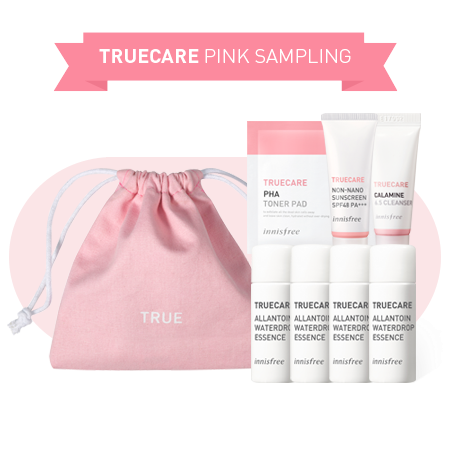 TRUECARE PINK SAMPLING
TRUE
TRUECARE
PHA
TONER PAD
innisfree
TRUECARE
NON-NANO
SUNSCREEN
SPF48 PA+++
innisfree
TRUECARE
CALAMINE
4.5 CLEANSER
innisfree
TRUECARE
ALLANTOIN
WATERDROP
ESSENCE
innisfree
TRUECARE
ALLANTOIN
WATERDROP
ESSENCE
innisfree
TRUECARE
ALLANTOIN
WATERDROP
ESSENCE
innisfree
TRUECARE
ALLANTOIN
WATERDROP
ESSENCE
innisfree